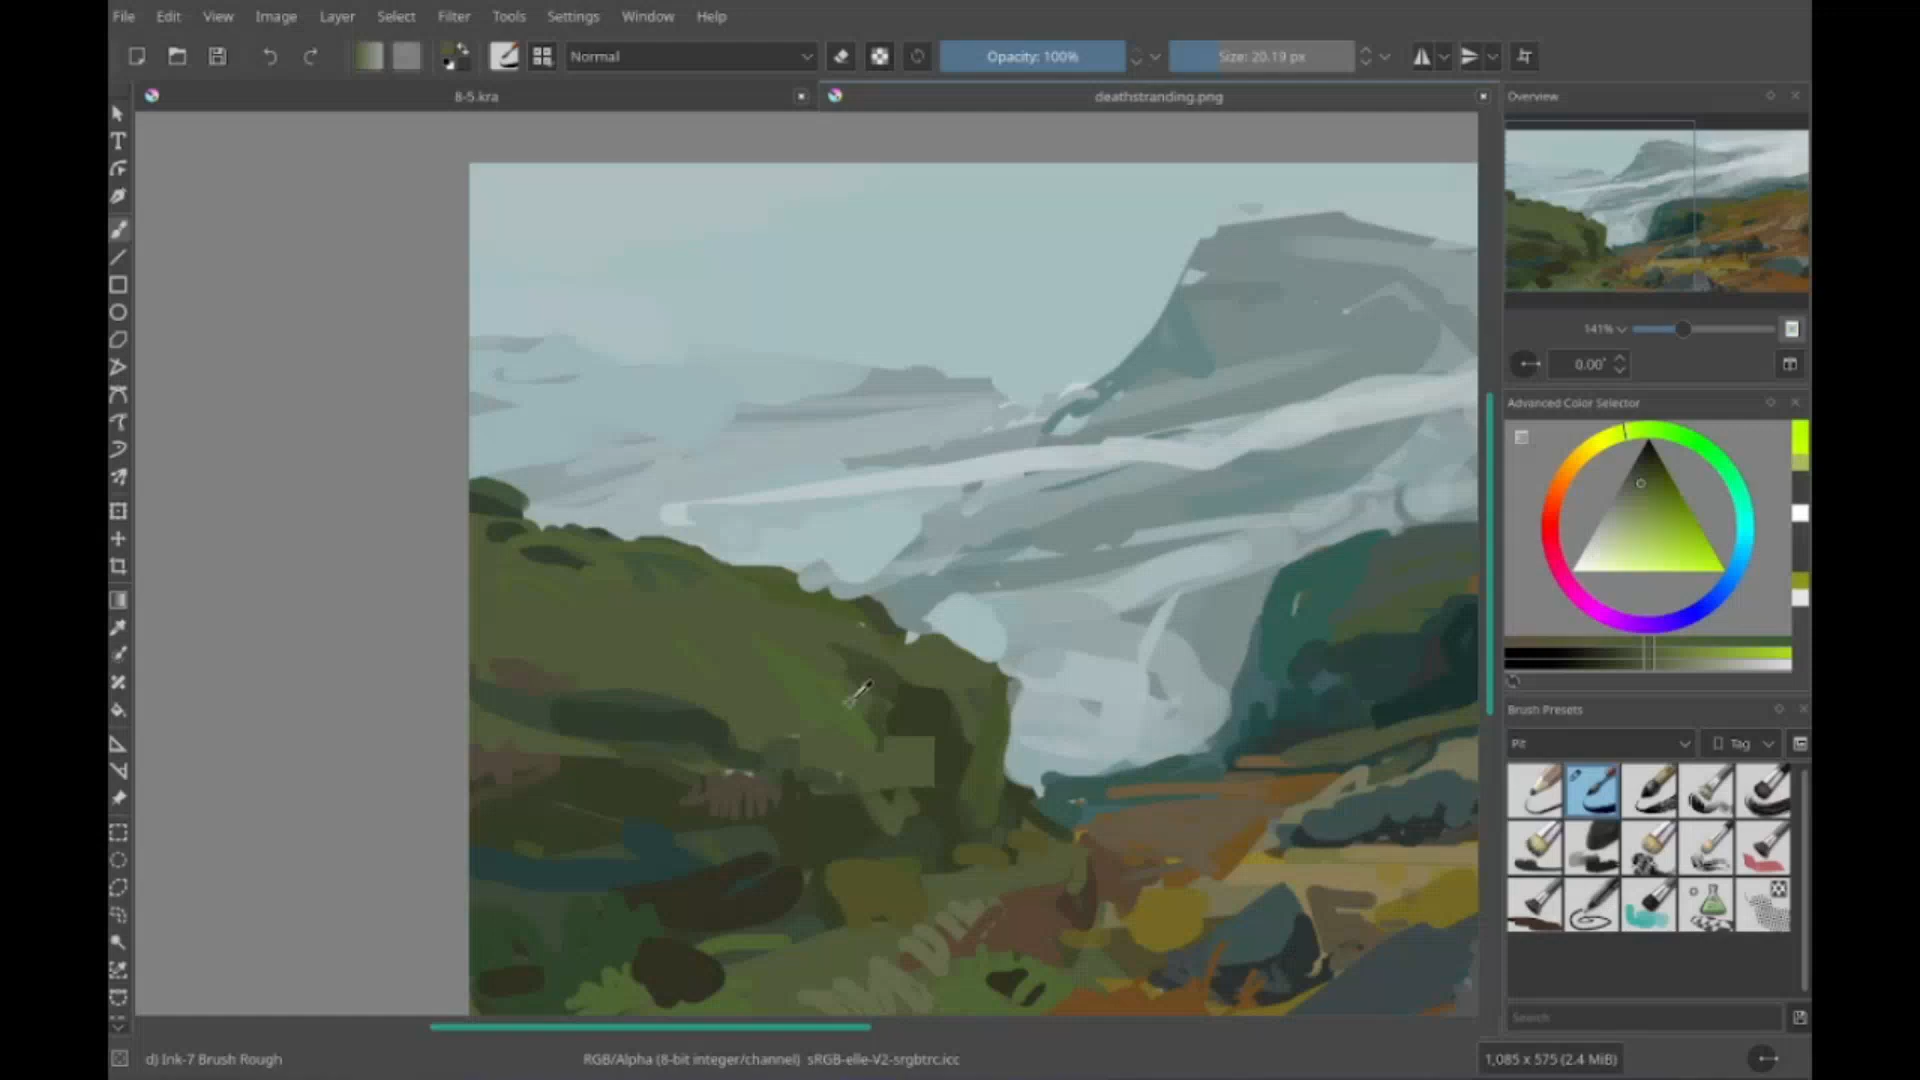 File Edit View Image Layer Select Filter Tools Settings Window Help
Normal Opacity: 100% Size: 20.19 px
8-5.kra deathstranding.png
Overview
141%
0.00°
Advanced Color Selector
Brush Presets
Pit Tag
Search
d) Ink-7 Brush Rough RGB/Alpha (8-bit integer/channel) sRGB-elle-V2-srgbtrc.icc 1,085 x 575 (2.4 MiB)